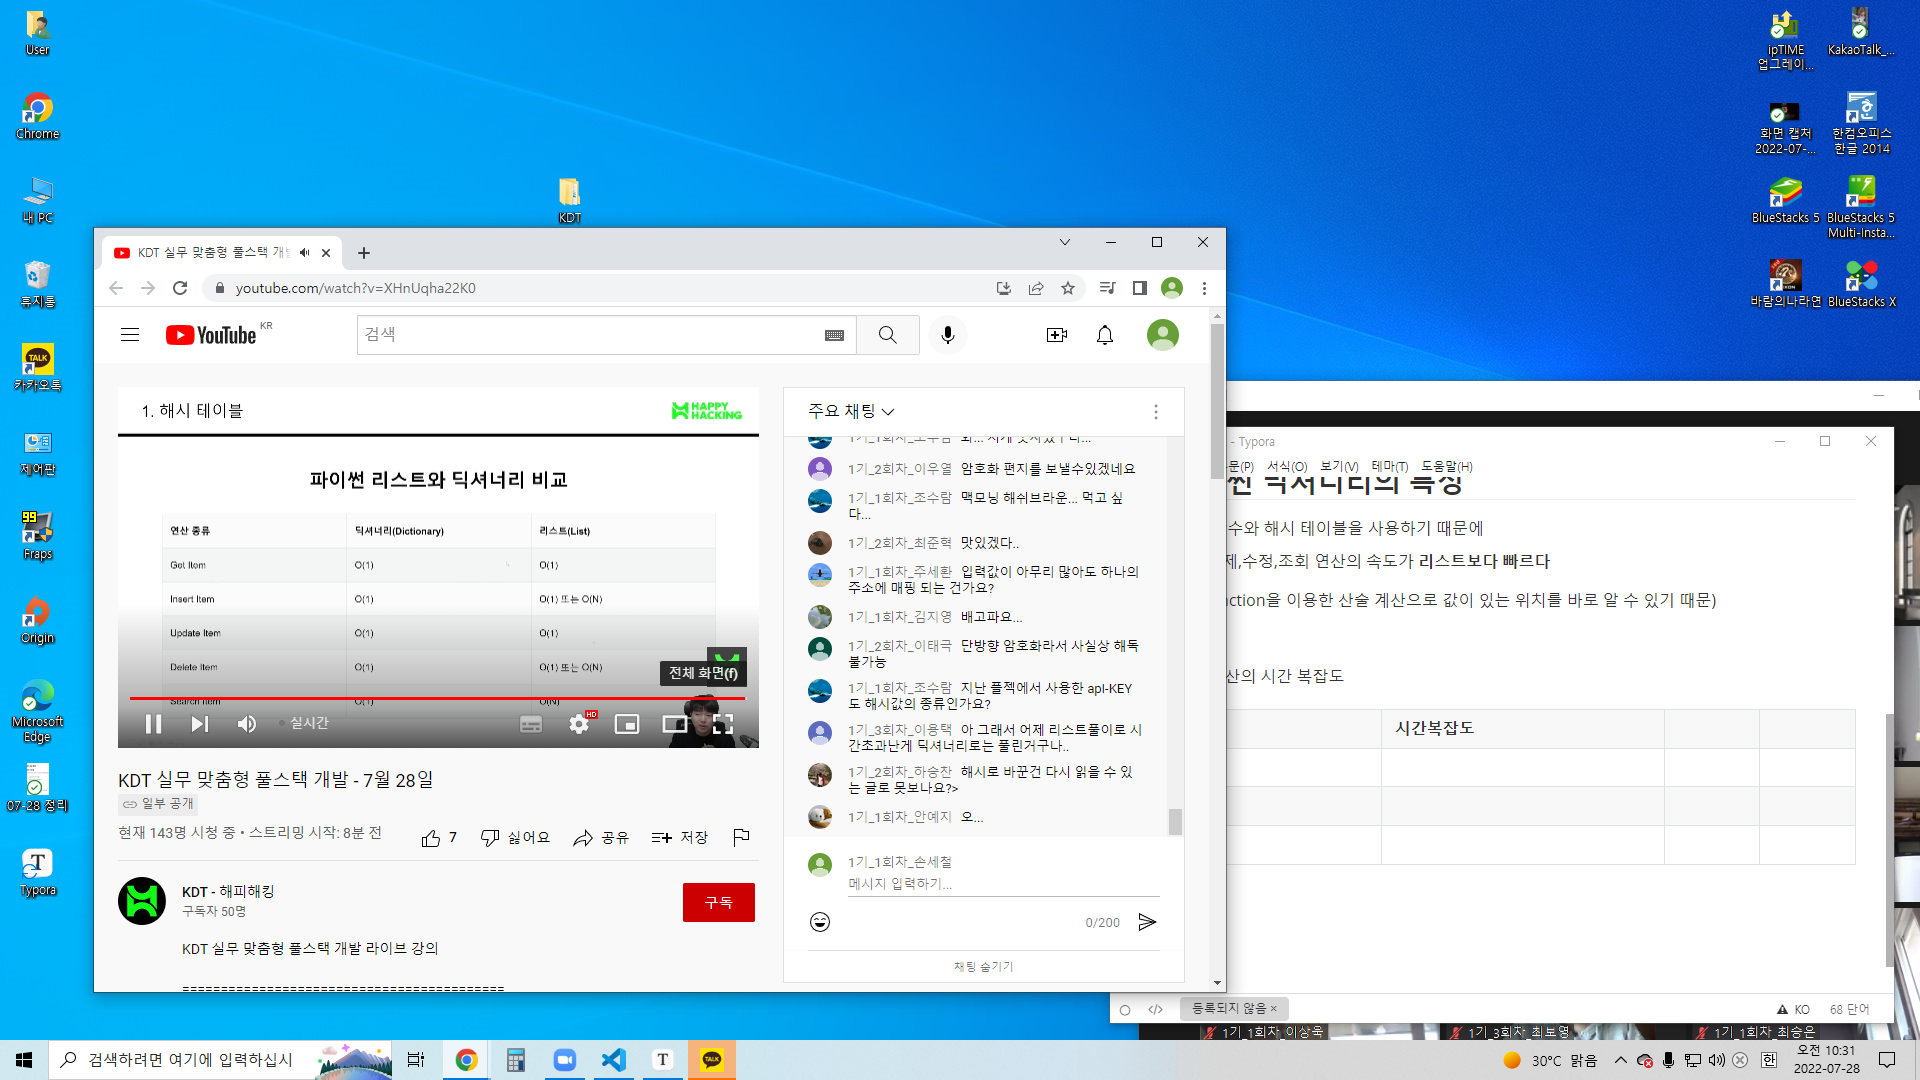 User
Chrome
내 PC
휴지통
카카오톡
제어판
Fraps
Origin
Microsoft
Edge
07-28 정리
Typora
KDT
ipTIME
업그레이...
KakaoTalk_...
화면 캡처
2022-07-...
한컴오피스
한글 2014
BlueStacks 5
BlueStacks 5
Multi-Insta...
바람의나라연
BlueStacks X
KDT 실무 맞춤형 풀스택 개발
youtube.com/watch?v=XHnUqha22K0
YouTube KR
검색
1. 해시 테이블
HAPPY
HACKING
파이썬 리스트와 딕셔너리 비교
연산 종류 딕셔너리(Dictionary) 리스트(List)
Get Item O(1) O(1)
Insert Item O(1) O(1) 또는 O(N)
Update Item O(1) O(1)
Delete Item O(1) O(1) 또는 O(N)
Search Item O(1) O(N)
전체 화면(f)
실시간
HD
KDT 실무 맞춤형 풀스택 개발 - 7월 28일
일부 공개
현재 143명 시청 중 • 스트리밍 시작: 8분 전
7 싫어요 공유 저장
KDT - 해피해킹
구독자 50명
구독
KDT 실무 맞춤형 풀스택 개발 라이브 강의
==========================================
주요 채팅
1기_2회차_이우열 암호화 편지를 보낼수있겠네요
1기_1회차_조수람 맥모닝 해쉬브라운... 먹고 싶
다...
1기_2회차_최준혁 맛있겠다..
1기_1회차_주세환 입력값이 아무리 많아도 하나의
주소에 매핑 되는 건가요?
1기_1회차_김지영 배고파요...
1기_2회차_이태극 단방향 암호화라서 사실상 해독
불가능
1기_1회차_조수람 지난 플젝에서 사용한 apI-KEY
도 해시값의 종류인가요?
1기_3회차_이용택 아 그래서 어제 리스트풀이로 시
간초과난게 딕셔너리로는 풀린거구나..
1기_2회차_하승찬 해시로 바꾼건 다시 읽을 수 있
는 글로 못보나요?>
1기_1회차_안예지 오...
1기_1회차_손세철
메시지 입력하기...
0/200
채팅 숨기기
- Typora
문(P) 서식(O) 보기(V) 테마(T) 도움말(H)
썬 딕셔너리의 특징
수와 해시 테이블을 사용하기 때문에
제,수정,조회 연산의 속도가 리스트보다 빠르다
nction을 이용한 산술 계산으로 값이 있는 위치를 바로 알 수 있기 때문)
산의 시간 복잡도
시간복잡도
등록되지 않음 ×
KO 68 단어
1기_1회차_이상욱
1기_3회차_최보영
1기_1회차_최승은
검색하려면 여기에 입력하십시
30°C 맑음
한
오전 10:31
2022-07-28